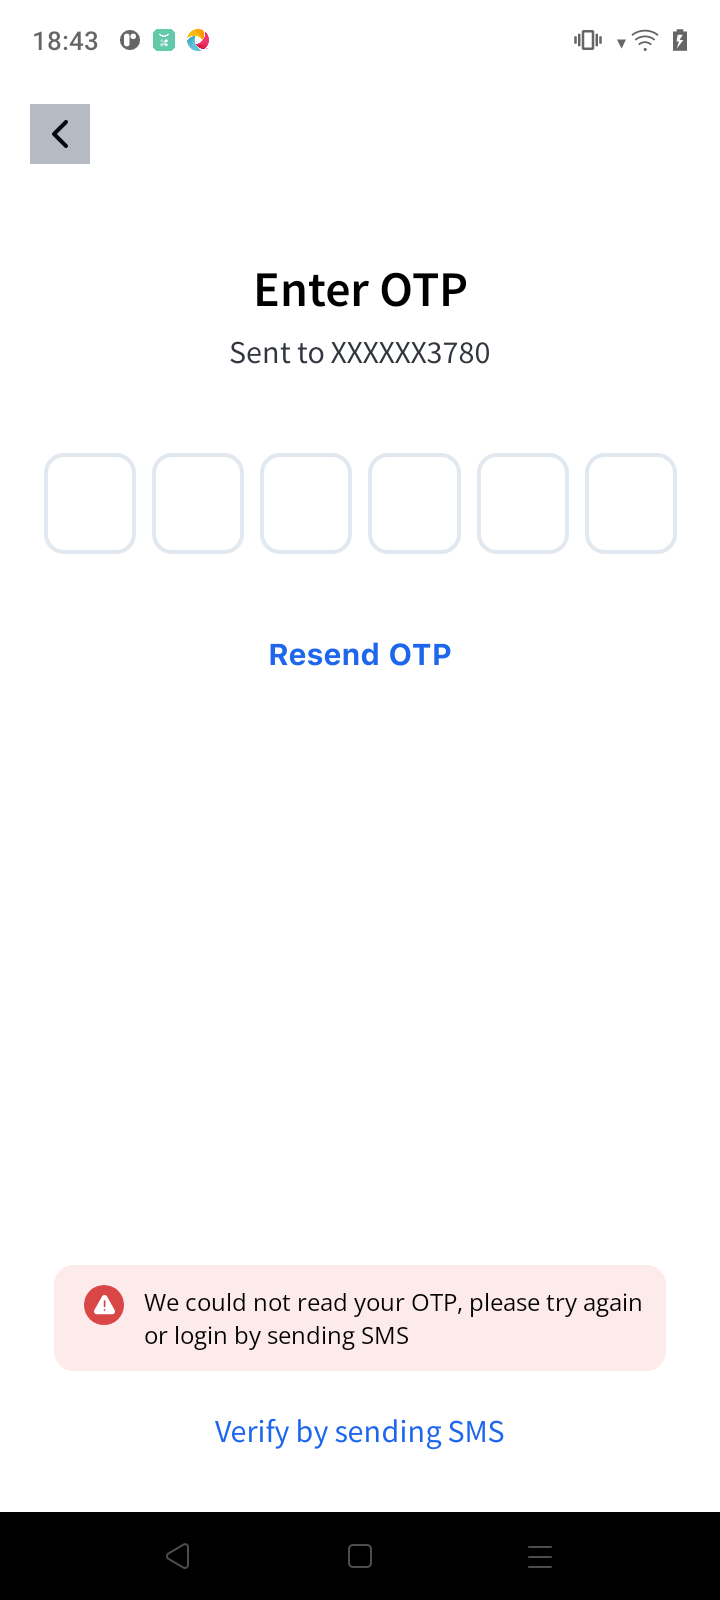 18:43
Enter OTP
Sent to XXXXXX3780
Resend OTP
We could not read your OTP, please try again
or login by sending SMS
Verify by sending SMS